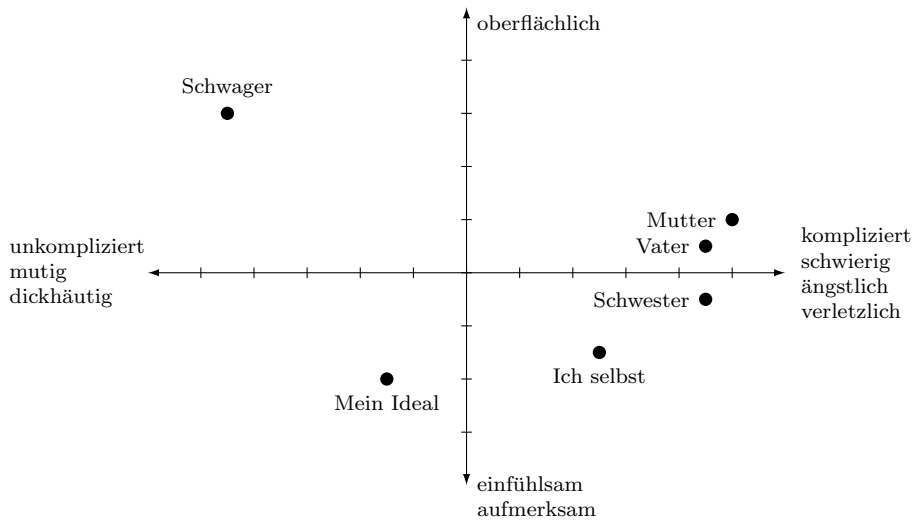 oberflächlich
Schwager
Mutter
Vater
unkompliziert
mutig
dickhäutig
kompliziert
schwierig
ängstlich
verletzlich
Schwester
Ich selbst
Mein Ideal
einfühlsam
aufmerksam